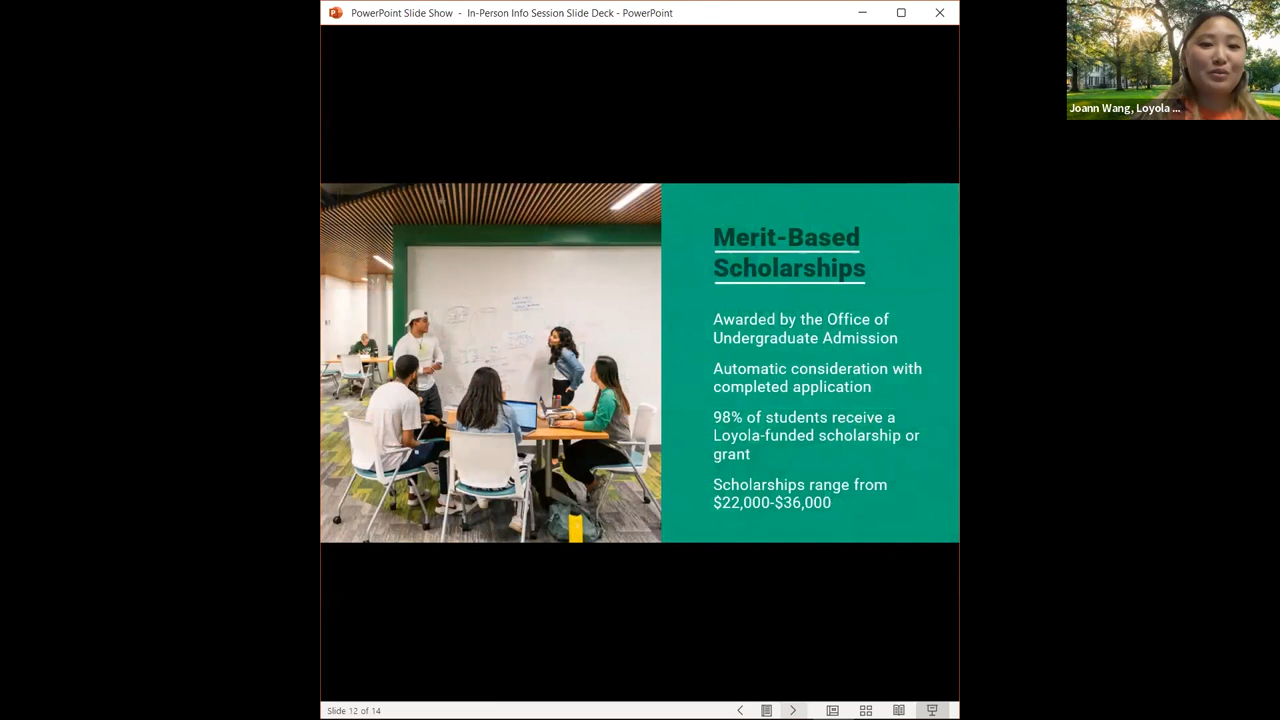 PowerPoint Slide Show - In-Person Info Session Slide Deck - PowerPoint
Joann Wang, Loyola ...
Merit-Based
Scholarships
Awarded by the Office of
Undergraduate Admission
Automatic consideration with
completed application
98% of students receive a
Loyola-funded scholarship or
grant
Scholarships range from
$22,000-$36,000
Slide 12 of 14